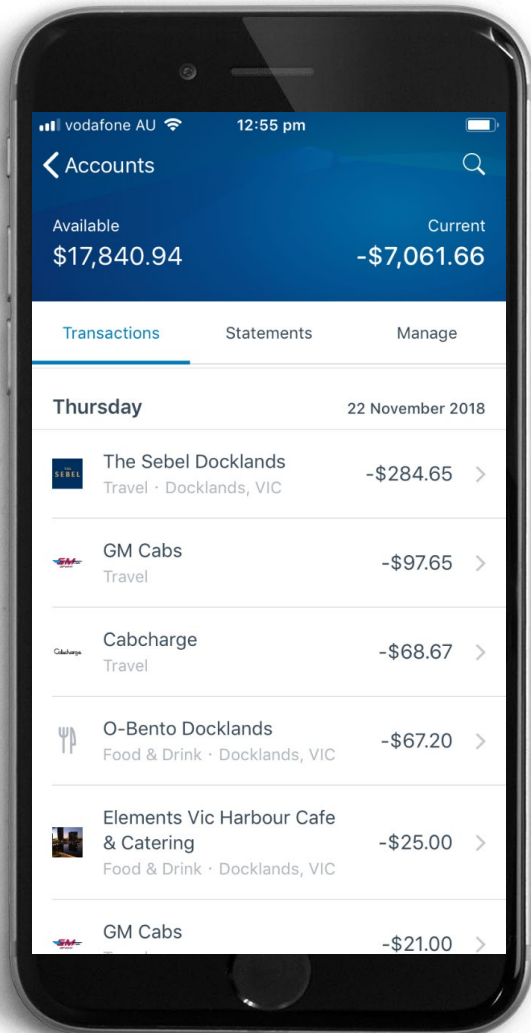 vodafone AU 12:55 pm
Accounts
Available Current
$17,840.94 -$7,061.66
Transactions Statements Manage
Thursday 22 November 2018
THE
SEBEL
The Sebel Docklands -$284.65
Travel · Docklands, VIC
GM
GM Cabs -$97.65
Travel
Cabcharge
Cabcharge -$68.67
Travel
O-Bento Docklands -$67.20
Food & Drink · Docklands, VIC
Elements Vic Harbour Cafe
& Catering -$25.00
Food & Drink · Docklands, VIC
GM
GM Cabs -$21.00